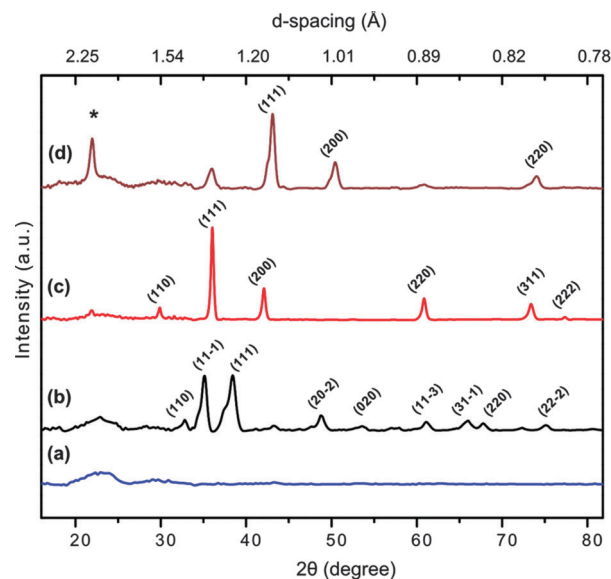 d-spacing (Å)
2.25 1.54 1.20 1.01 0.89 0.82 0.78
(d) * (111) (200) (220)
(c) (110) (111) (200) (220) (311) (222)
(b) (110) (11-1) (111) (20-2) (020) (11-3) (31-1) (220) (22-2)
(a)
Intensity (a.u.)
20 30 40 50 60 70 80
2θ (degree)